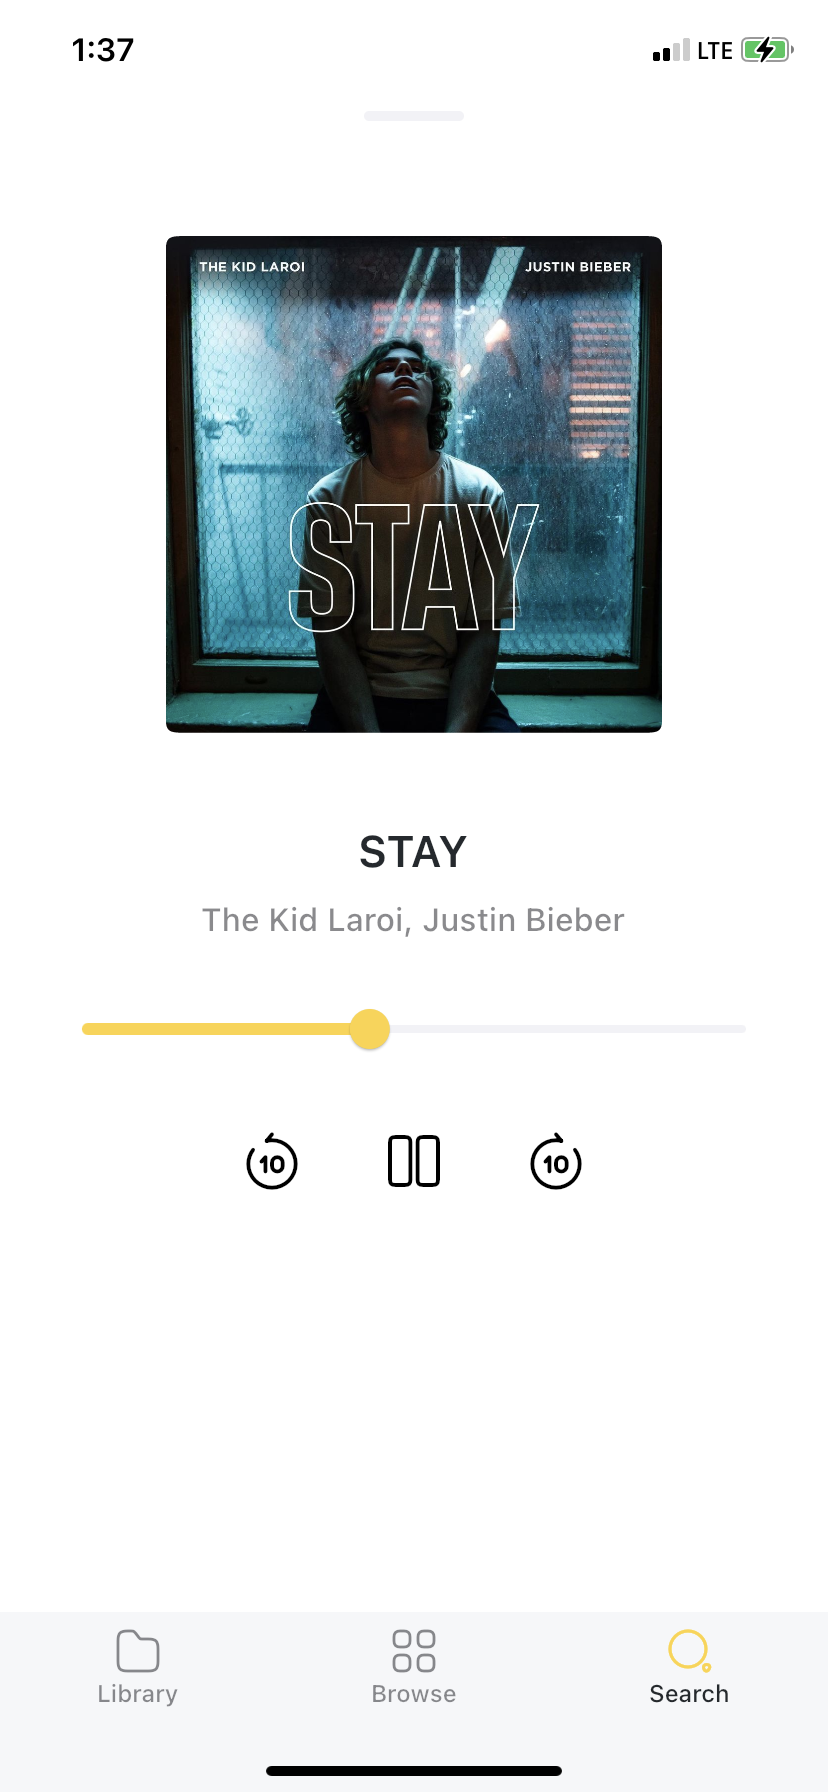 1:37
LTE
THE KID LAROI
JUSTIN BIEBER
STAY
STAY
The Kid Laroi, Justin Bieber
10
10
Library
Browse
Search